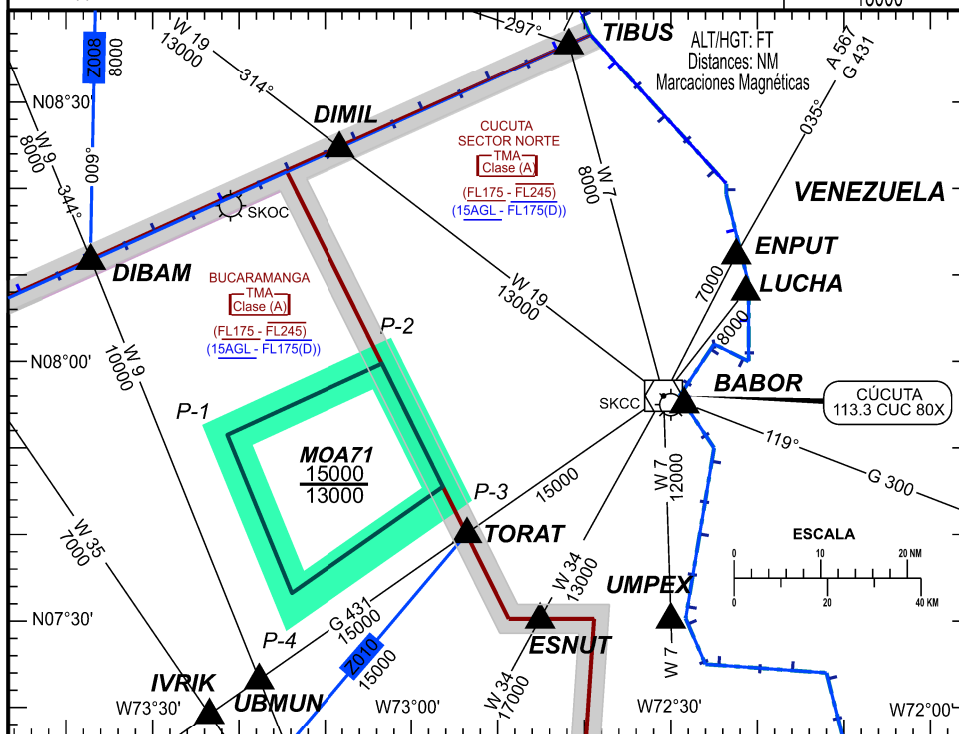 10000
297°
TIBUS
ALT/HGT: FT
Distances: NM
Marcaciones Magnéticas
A 567
G 431
035°
W 19
13000
314°
Z008
8000
N08°30'
W 9
8000
344°
009°
DIMIL
CUCUTA
SECTOR NORTE
TMA
Clase (A)
(FL175 - FL245)
(15AGL - FL175(D))
W 7
8000
VENEZUELA
SKOC
ENPUT
DIBAM
LUCHA
7000
8000
BUCARAMANGA
TMA
Clase (A)
(FL175 - FL245)
(15AGL - FL175(D))
W 19
13000
P-2
N08°00'
W 9
10000
BABOR
SKCC
CÚCUTA
113.3 CUC 80X
P-1
119°
G 300
MOA71
15000
13000
W 7
12000
15000
P-3
TORAT
W 35
7000
ESCALA
0 10 20 NM
0 20 40 KM
W 34
13000
UMPEX
N07°30'
G 431
15000
P-4
ESNUT
Z010
15000
W 7
IVRIK
UBMUN
W 34
17000
W73°30'
W73°00'
W72°30'
W72°00'